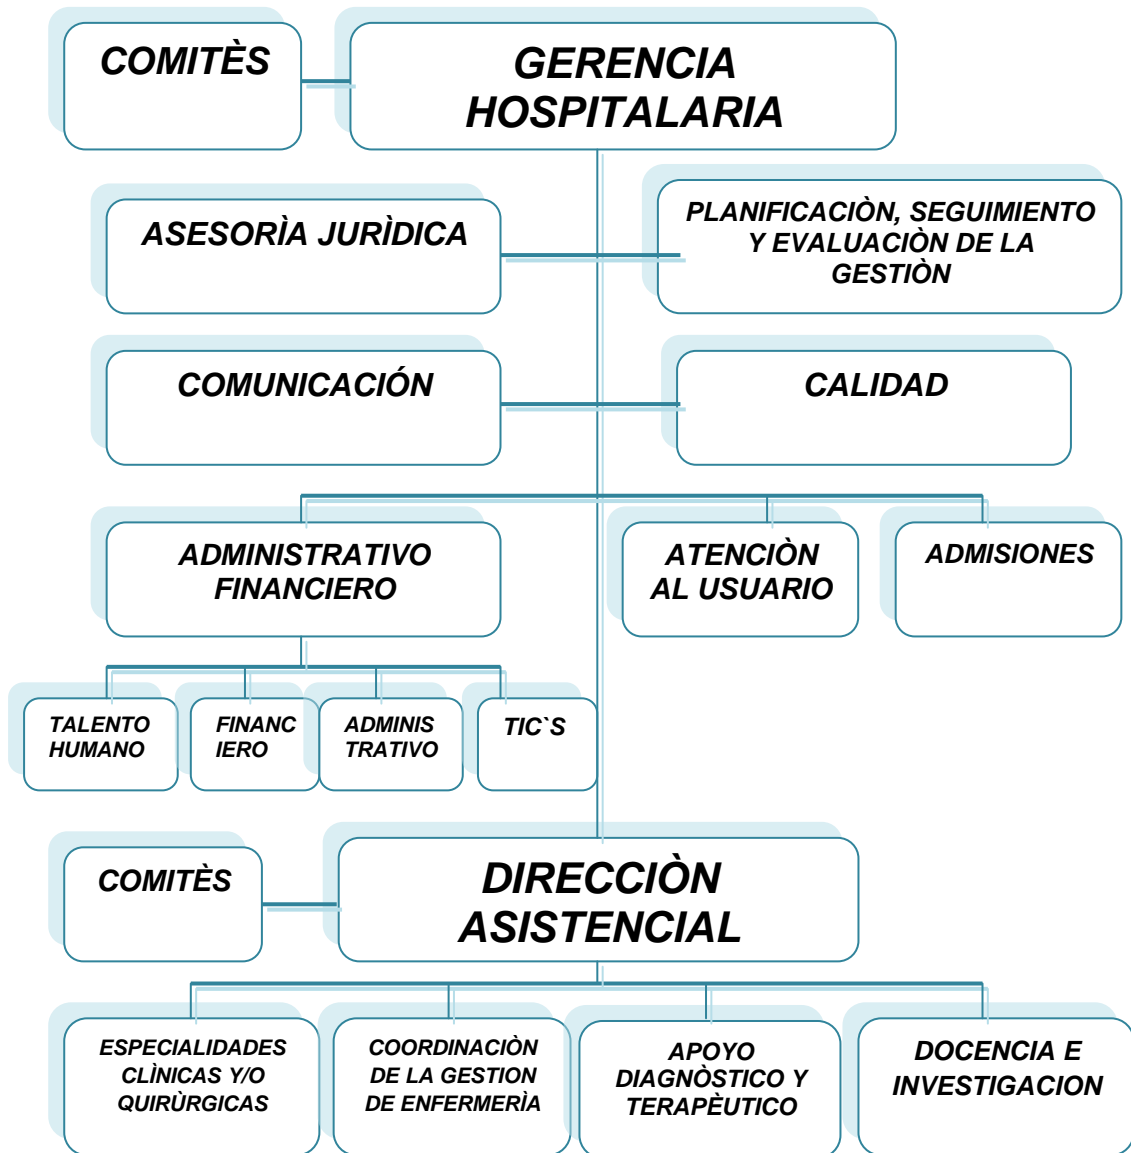 COMITÈS
GERENCIA
HOSPITALARIA
ASESORÌA JURÌDICA
PLANIFICACIÒN, SEGUIMIENTO
Y EVALUACIÒN DE LA
GESTIÒN
COMUNICACIÓN
CALIDAD
ADMINISTRATIVO
FINANCIERO
ATENCIÒN
AL USUARIO
ADMISIONES
TALENTO
HUMANO
FINANC
IERO
ADMINIS
TRATIVO
TIC`S
COMITÈS
DIRECCIÒN
ASISTENCIAL
ESPECIALIDADES
CLÌNICAS Y/O
QUIRÙRGICAS
COORDINACIÒN
DE LA GESTION
DE ENFERMERÌA
APOYO
DIAGNÒSTICO Y
TERAPÈUTICO
DOCENCIA E
INVESTIGACION